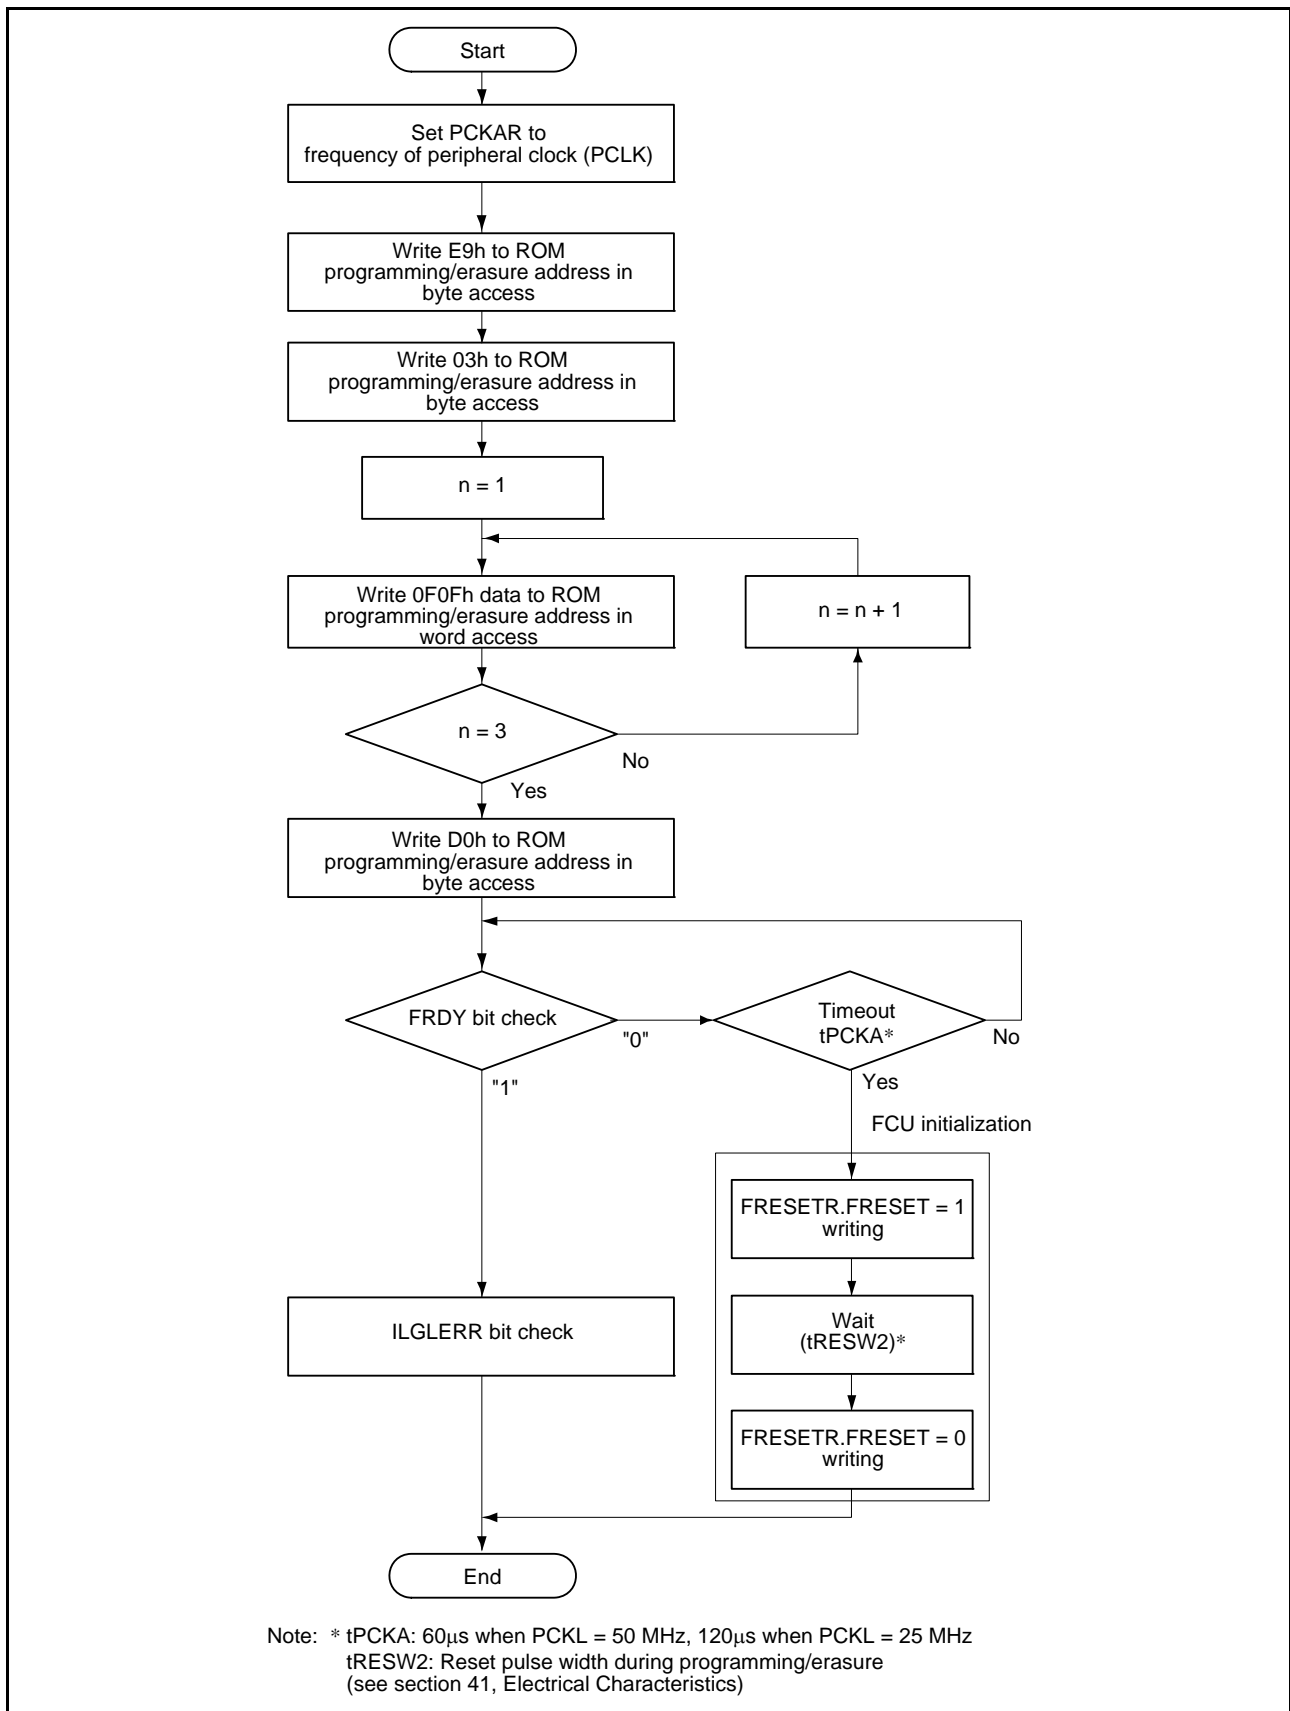 Start
Set PCKAR to
frequency of peripheral clock (PCLK)
Write E9h to ROM
programming/erasure address in
byte access
Write 03h to ROM
programming/erasure address in
byte access
n = 1
Write 0F0Fh data to ROM
programming/erasure address in
word access
n = n + 1
n = 3
No
Yes
Write D0h to ROM
programming/erasure address in
byte access
FRDY bit check
"0"
"1"
Timeout
tPCKA*
No
Yes
FCU initialization
FRESETR.FRESET = 1
writing
Wait
(tRESW2)*
FRESETR.FRESET = 0
writing
ILGLERR bit check
End
Note: * tPCKA: 60μs when PCKL = 50 MHz, 120μs when PCKL = 25 MHz
tRESW2: Reset pulse width during programming/erasure
(see section 41, Electrical Characteristics)